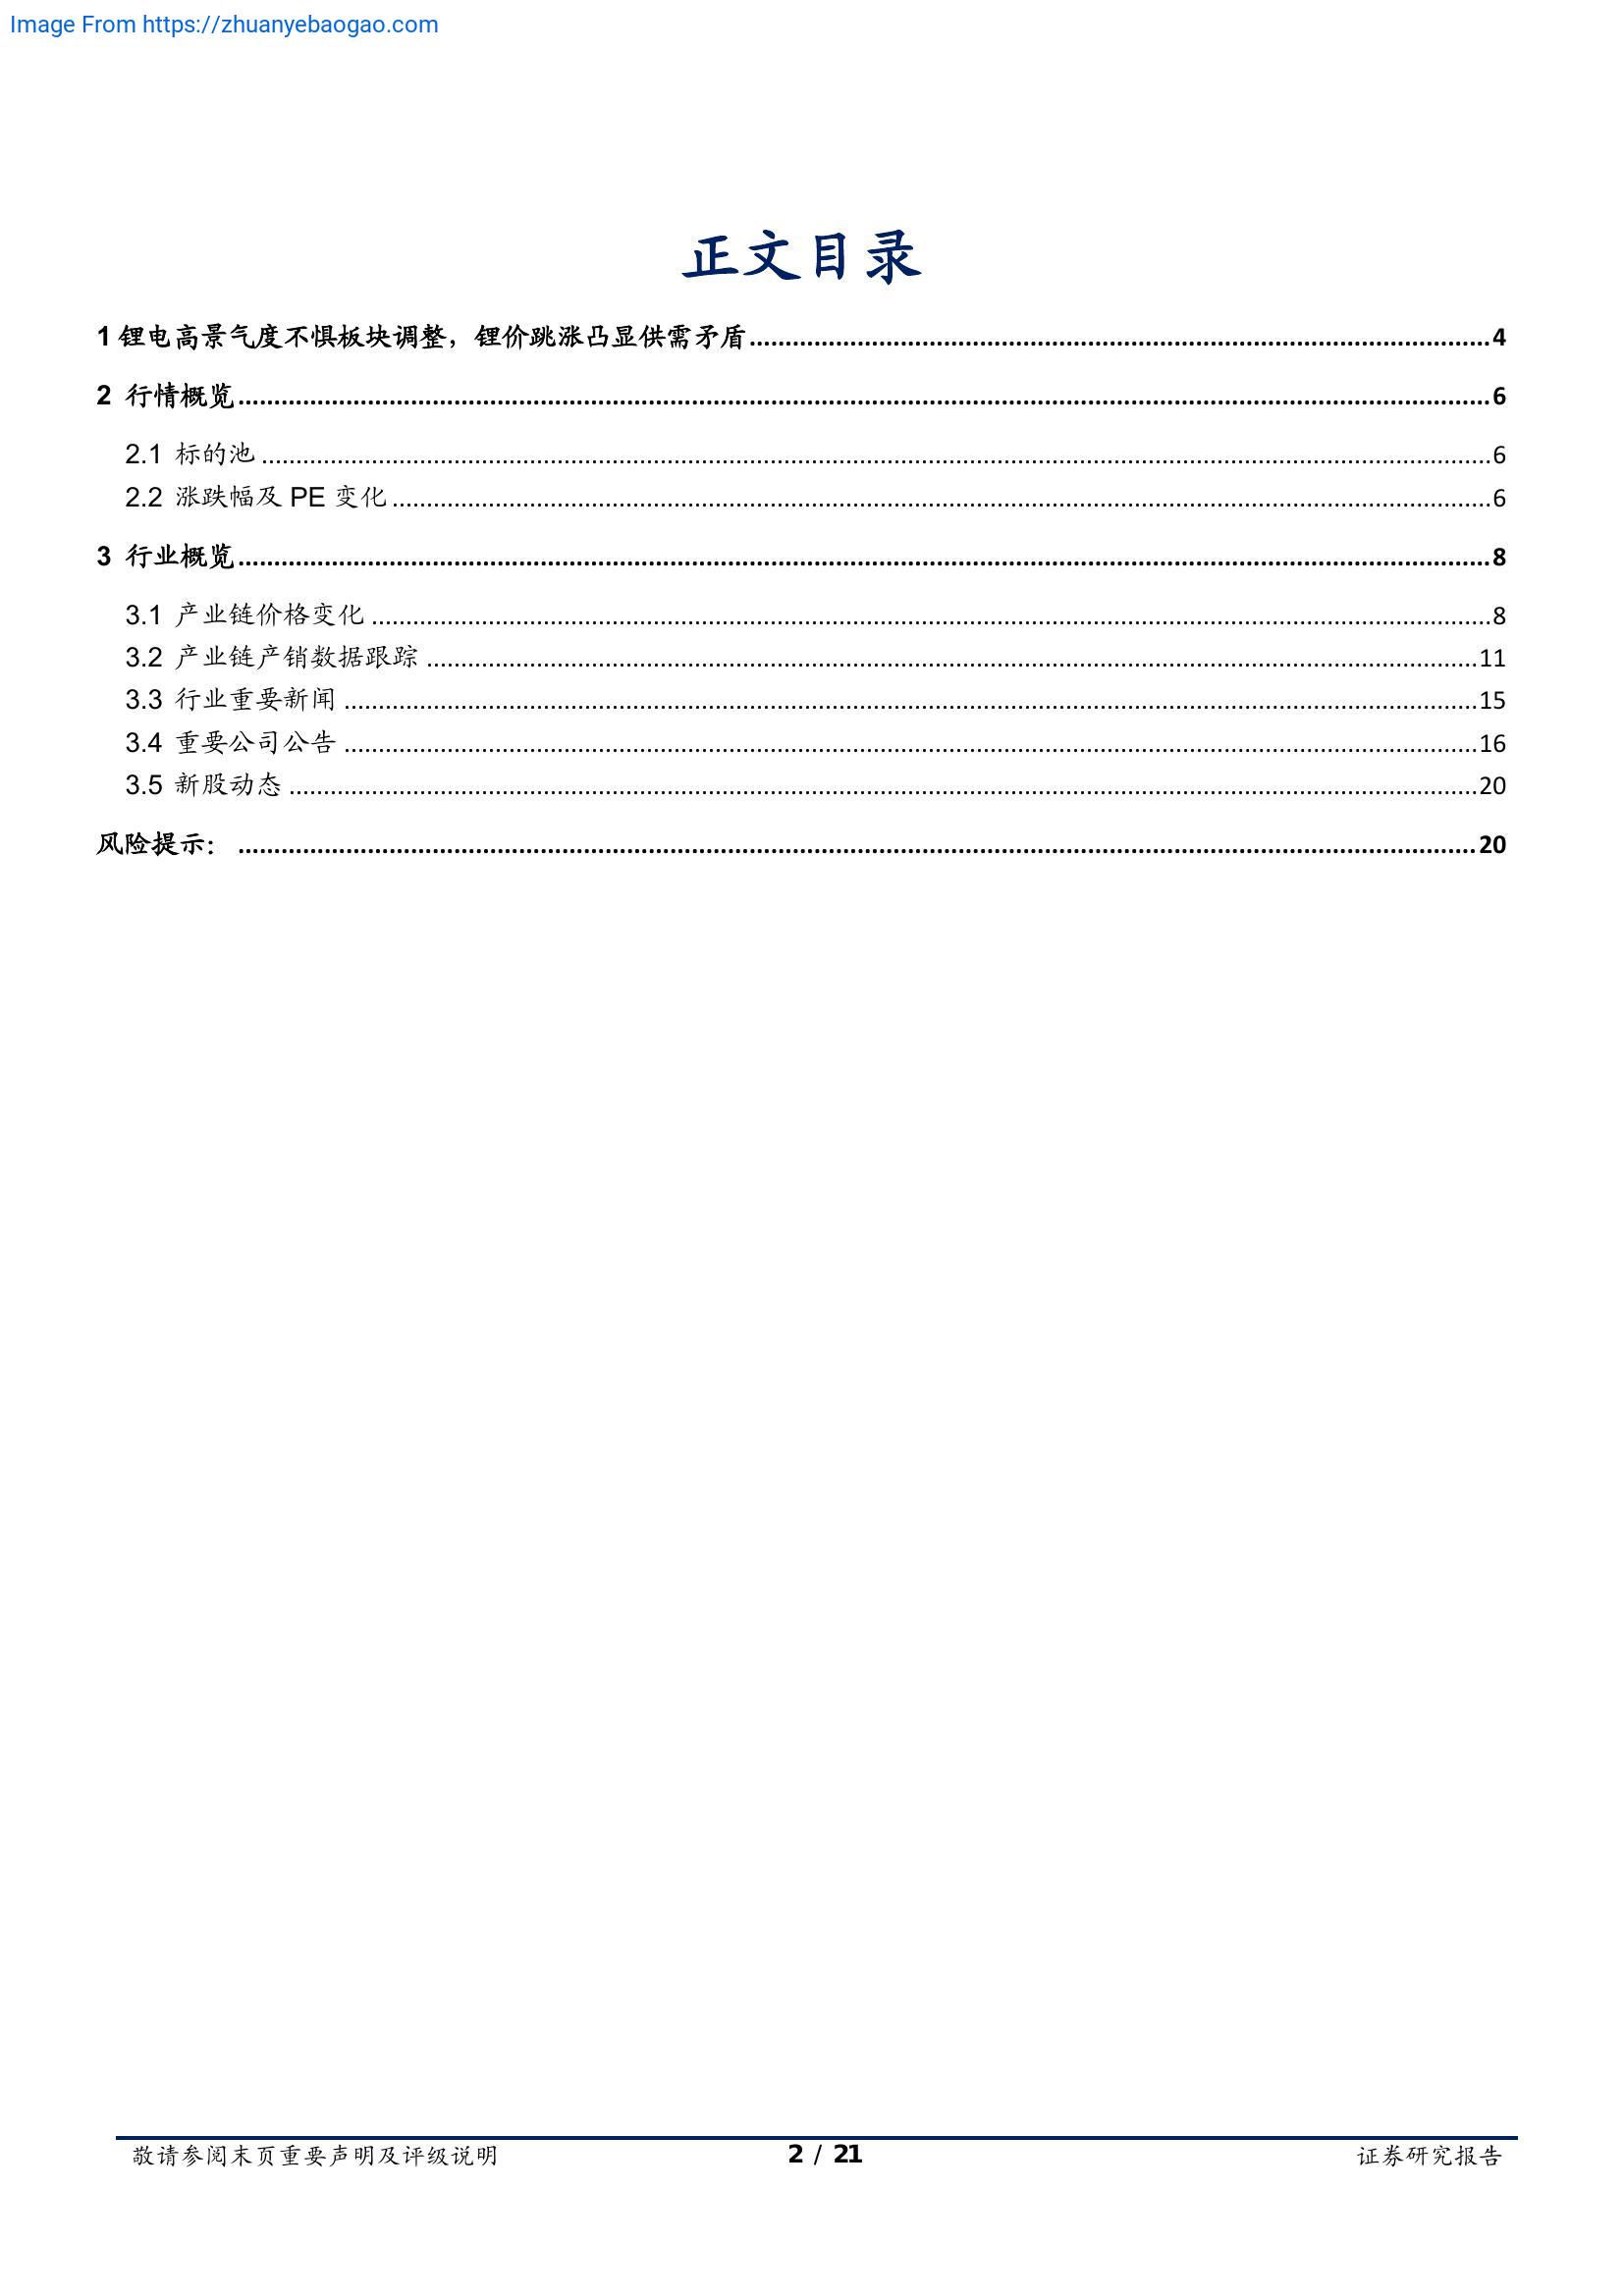 Image From https://zhuanyebaogao.com
正文目录
1 锂电高景气度不惧板块调整，锂价跳涨凸显供需矛盾 4
2 行情概览 6
2.1 标的池 6
2.2 涨跌幅及 PE 变化 6
3 行业概览 8
3.1 产业链价格变化 8
3.2 产业链产销数据跟踪 11
3.3 行业重要新闻 15
3.4 重要公司公告 16
3.5 新股动态 20
风险提示： 20
敬请参阅末页重要声明及评级说明 2 / 21 证券研究报告